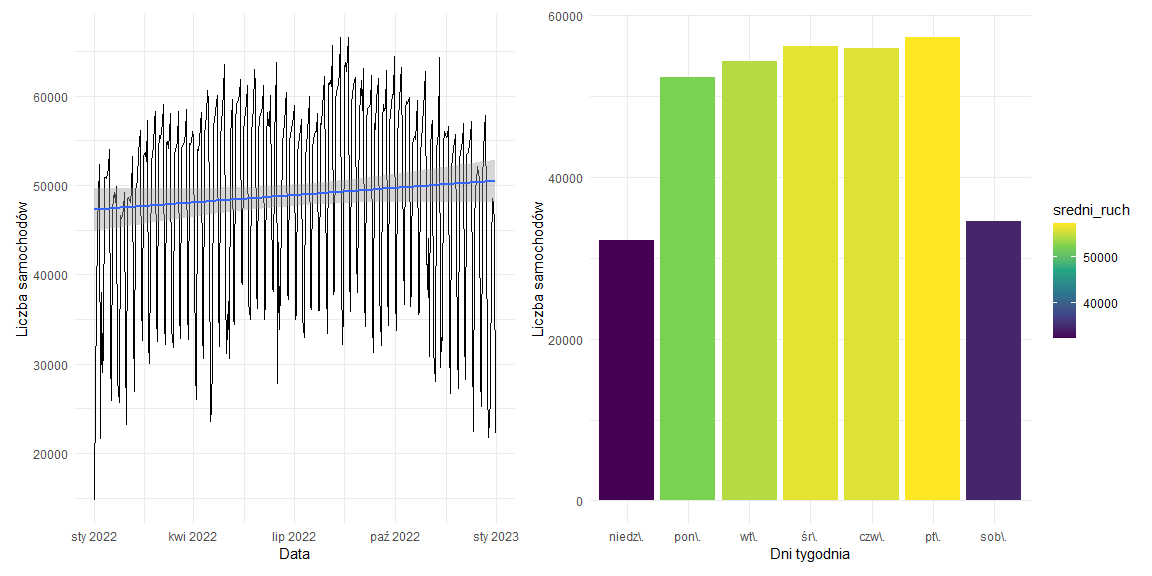 Liczba samochodów
60000
50000
40000
30000
20000
sty 2022
kwi 2022
lip 2022
paź 2022
sty 2023
Data
Liczba samochodów
60000
40000
20000
0
niedz\.
pon\.
wt\.
śr\.
czw\.
pt\.
sob\.
Dni tygodnia
sredni_ruch
50000
40000